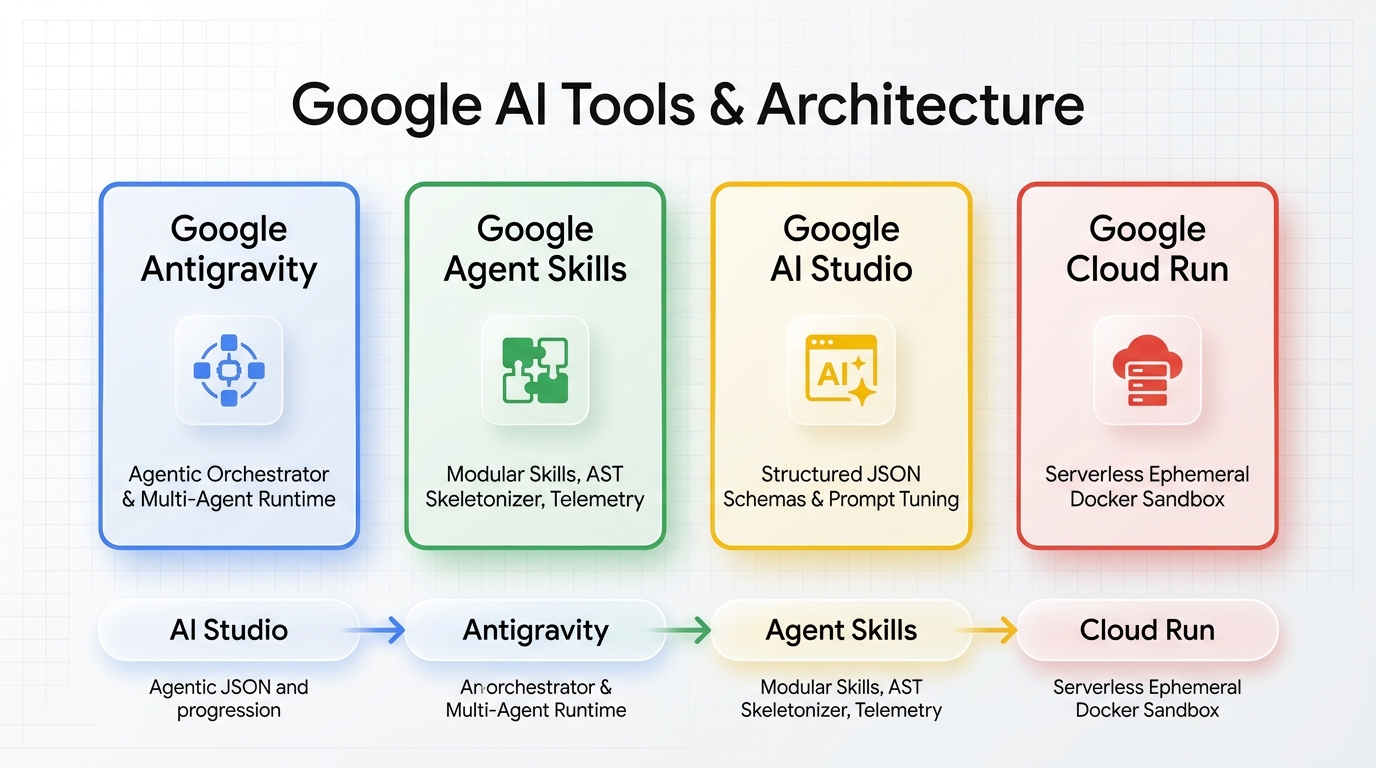 Google AI Tools & Architecture
Google
Antigravity
Agentic Orchestrator
& Multi-Agent Runtime
Google
Agent Skills
Modular Skills, AST
Skeletonizer, Telemetry
Google
AI Studio
AI
Structured JSON
Schemas & Prompt Tuning
Google
Cloud Run
Serverless Ephemeral
Docker Sandbox
AI Studio
Agentic JSON and
progression
Antigravity
Anorchestrator &
Multi-Agent Runtime
Agent Skills
Modular Skills, AST
Skeletonizer, Telemetry
Cloud Run
Serverless Ephemeral
Docker Sandbox